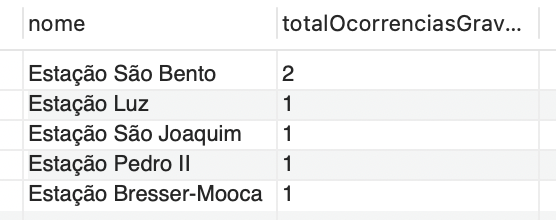 nome totalOcorrenciasGrav...
Estação São Bento 2
Estação Luz 1
Estação São Joaquim 1
Estação Pedro II 1
Estação Bresser-Mooca 1